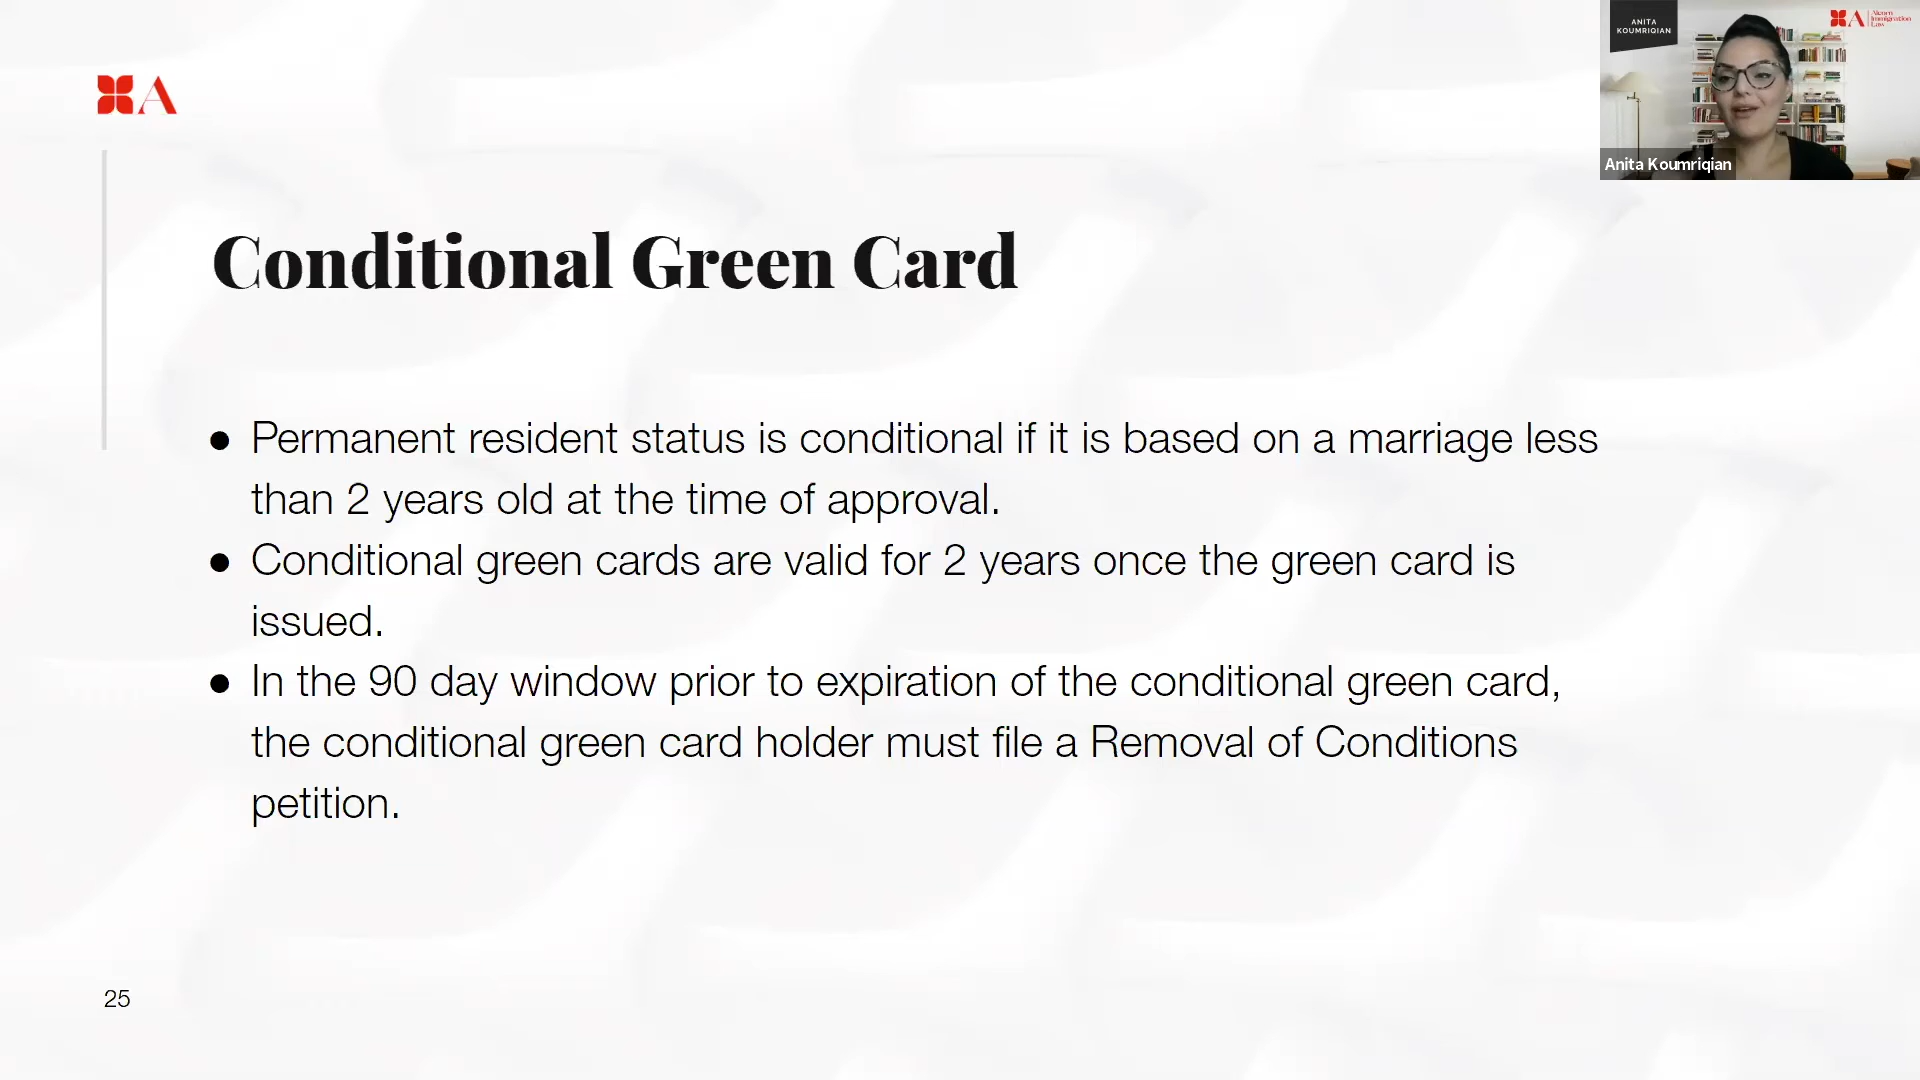 A
Conditional Green Card
● Permanent resident status is conditional if it is based on a marriage less
than 2 years old at the time of approval.
● Conditional green cards are valid for 2 years once the green card is
issued.
● In the 90 day window prior to expiration of the conditional green card,
the conditional green card holder must file a Removal of Conditions
petition.
25
ANITA
KOUMRIQIAN
A
Alcorn
Immigration
Law
Anita Koumriqian